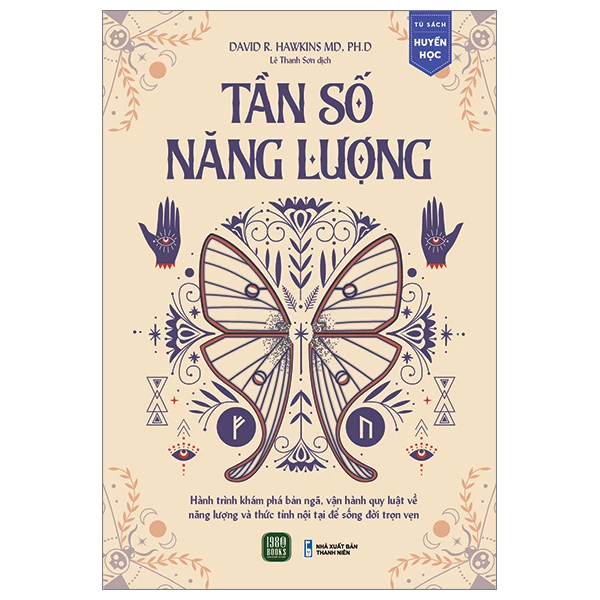 DAVID R. HAWKINS MD, PH.D
Lê Thanh Sơn dịch
TỦ SÁCH
HUYỀN
HỌC
TẦN SỐ
NĂNG LƯỢNG
Hành trình khám phá bản ngã, vận hành quy luật về
năng lượng và thức tỉnh nội tại để sống đời trọn vẹn
1980
BOOKS
NHÀ XUẤT BẢN
THANH NIÊN